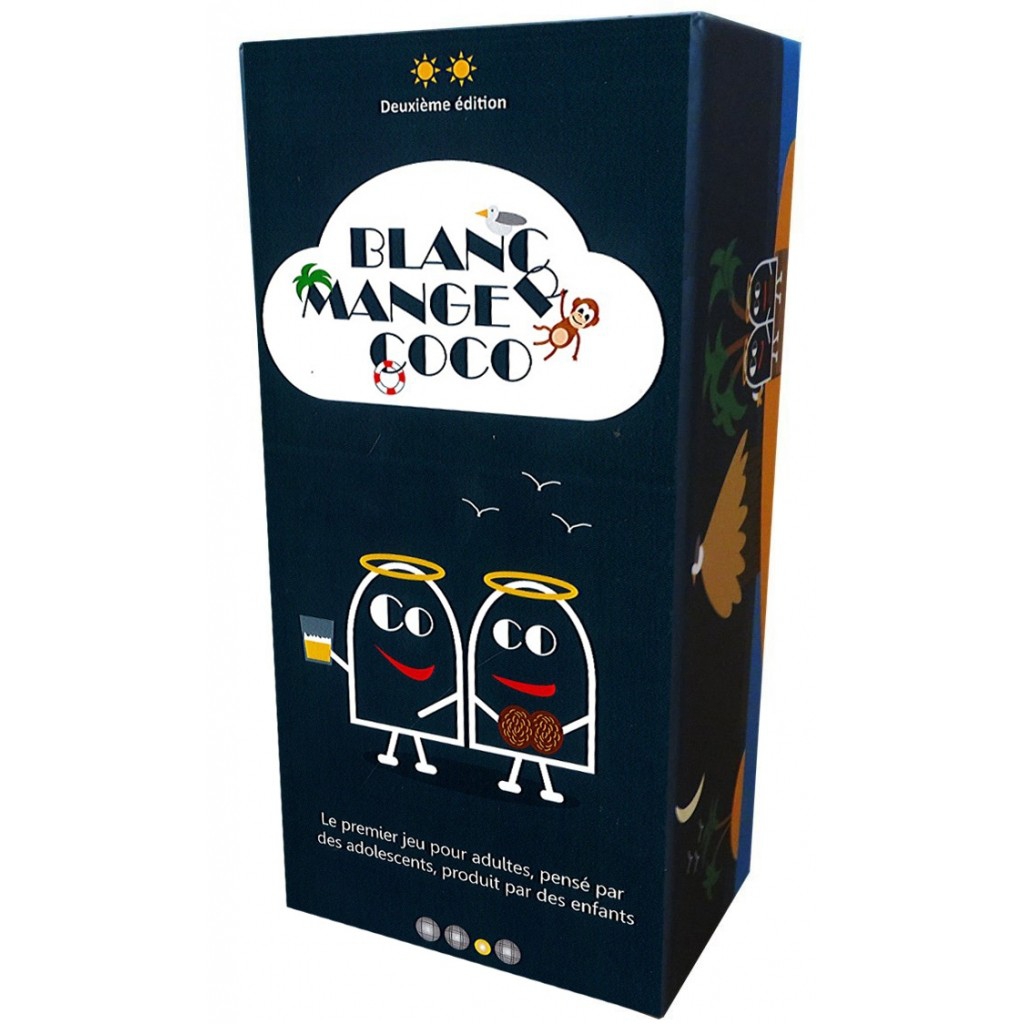 Deuxième édition
BLANC
MANGER
COCO
CO
CO
Le premier jeu pour adultes, pensé par
des adolescents, produit par des enfants